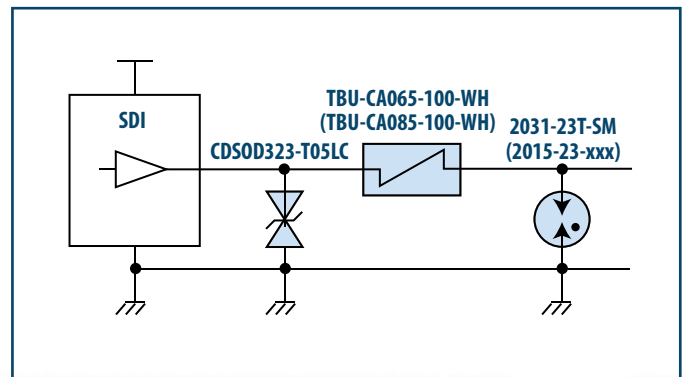 SDI
CDSOD323-T05LC
TBU-CA065-100-WH
(TBU-CA085-100-WH)
2031-23T-SM
(2015-23-xxx)